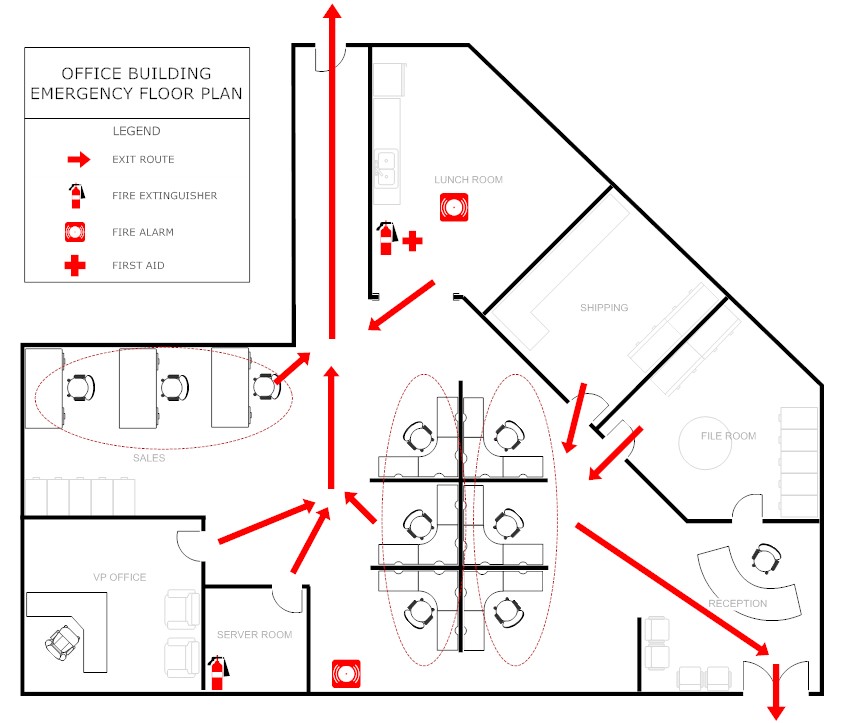 OFFICE BUILDING
EMERGENCY FLOOR PLAN
LEGEND
EXIT ROUTE
FIRE EXTINGUISHER
FIRE ALARM
FIRST AID
LUNCH ROOM
SHIPPING
FILE ROOM
SALES
VP OFFICE
RECEPTION
SERVER ROOM